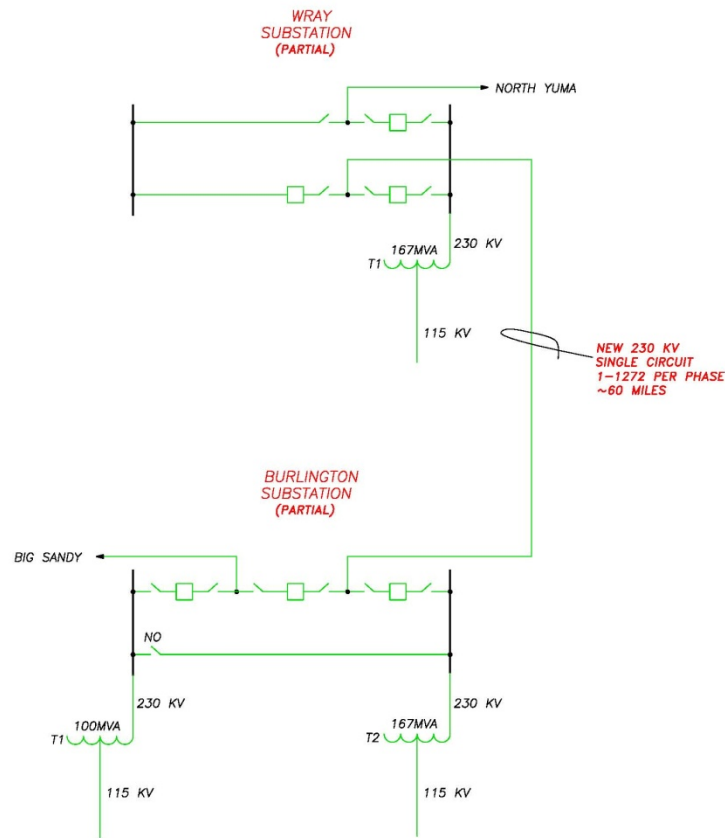 WRAY
SUBSTATION
(PARTIAL)
NORTH YUMA
167MVA
230 KV
T1
115 KV
NEW 230 KV
SINGLE CIRCUIT
1-1272 PER PHASE
~60 MILES
BURLINGTON
SUBSTATION
(PARTIAL)
BIG SANDY
NO
230 KV
230 KV
100MVA
167MVA
T1
T2
115 KV
115 KV